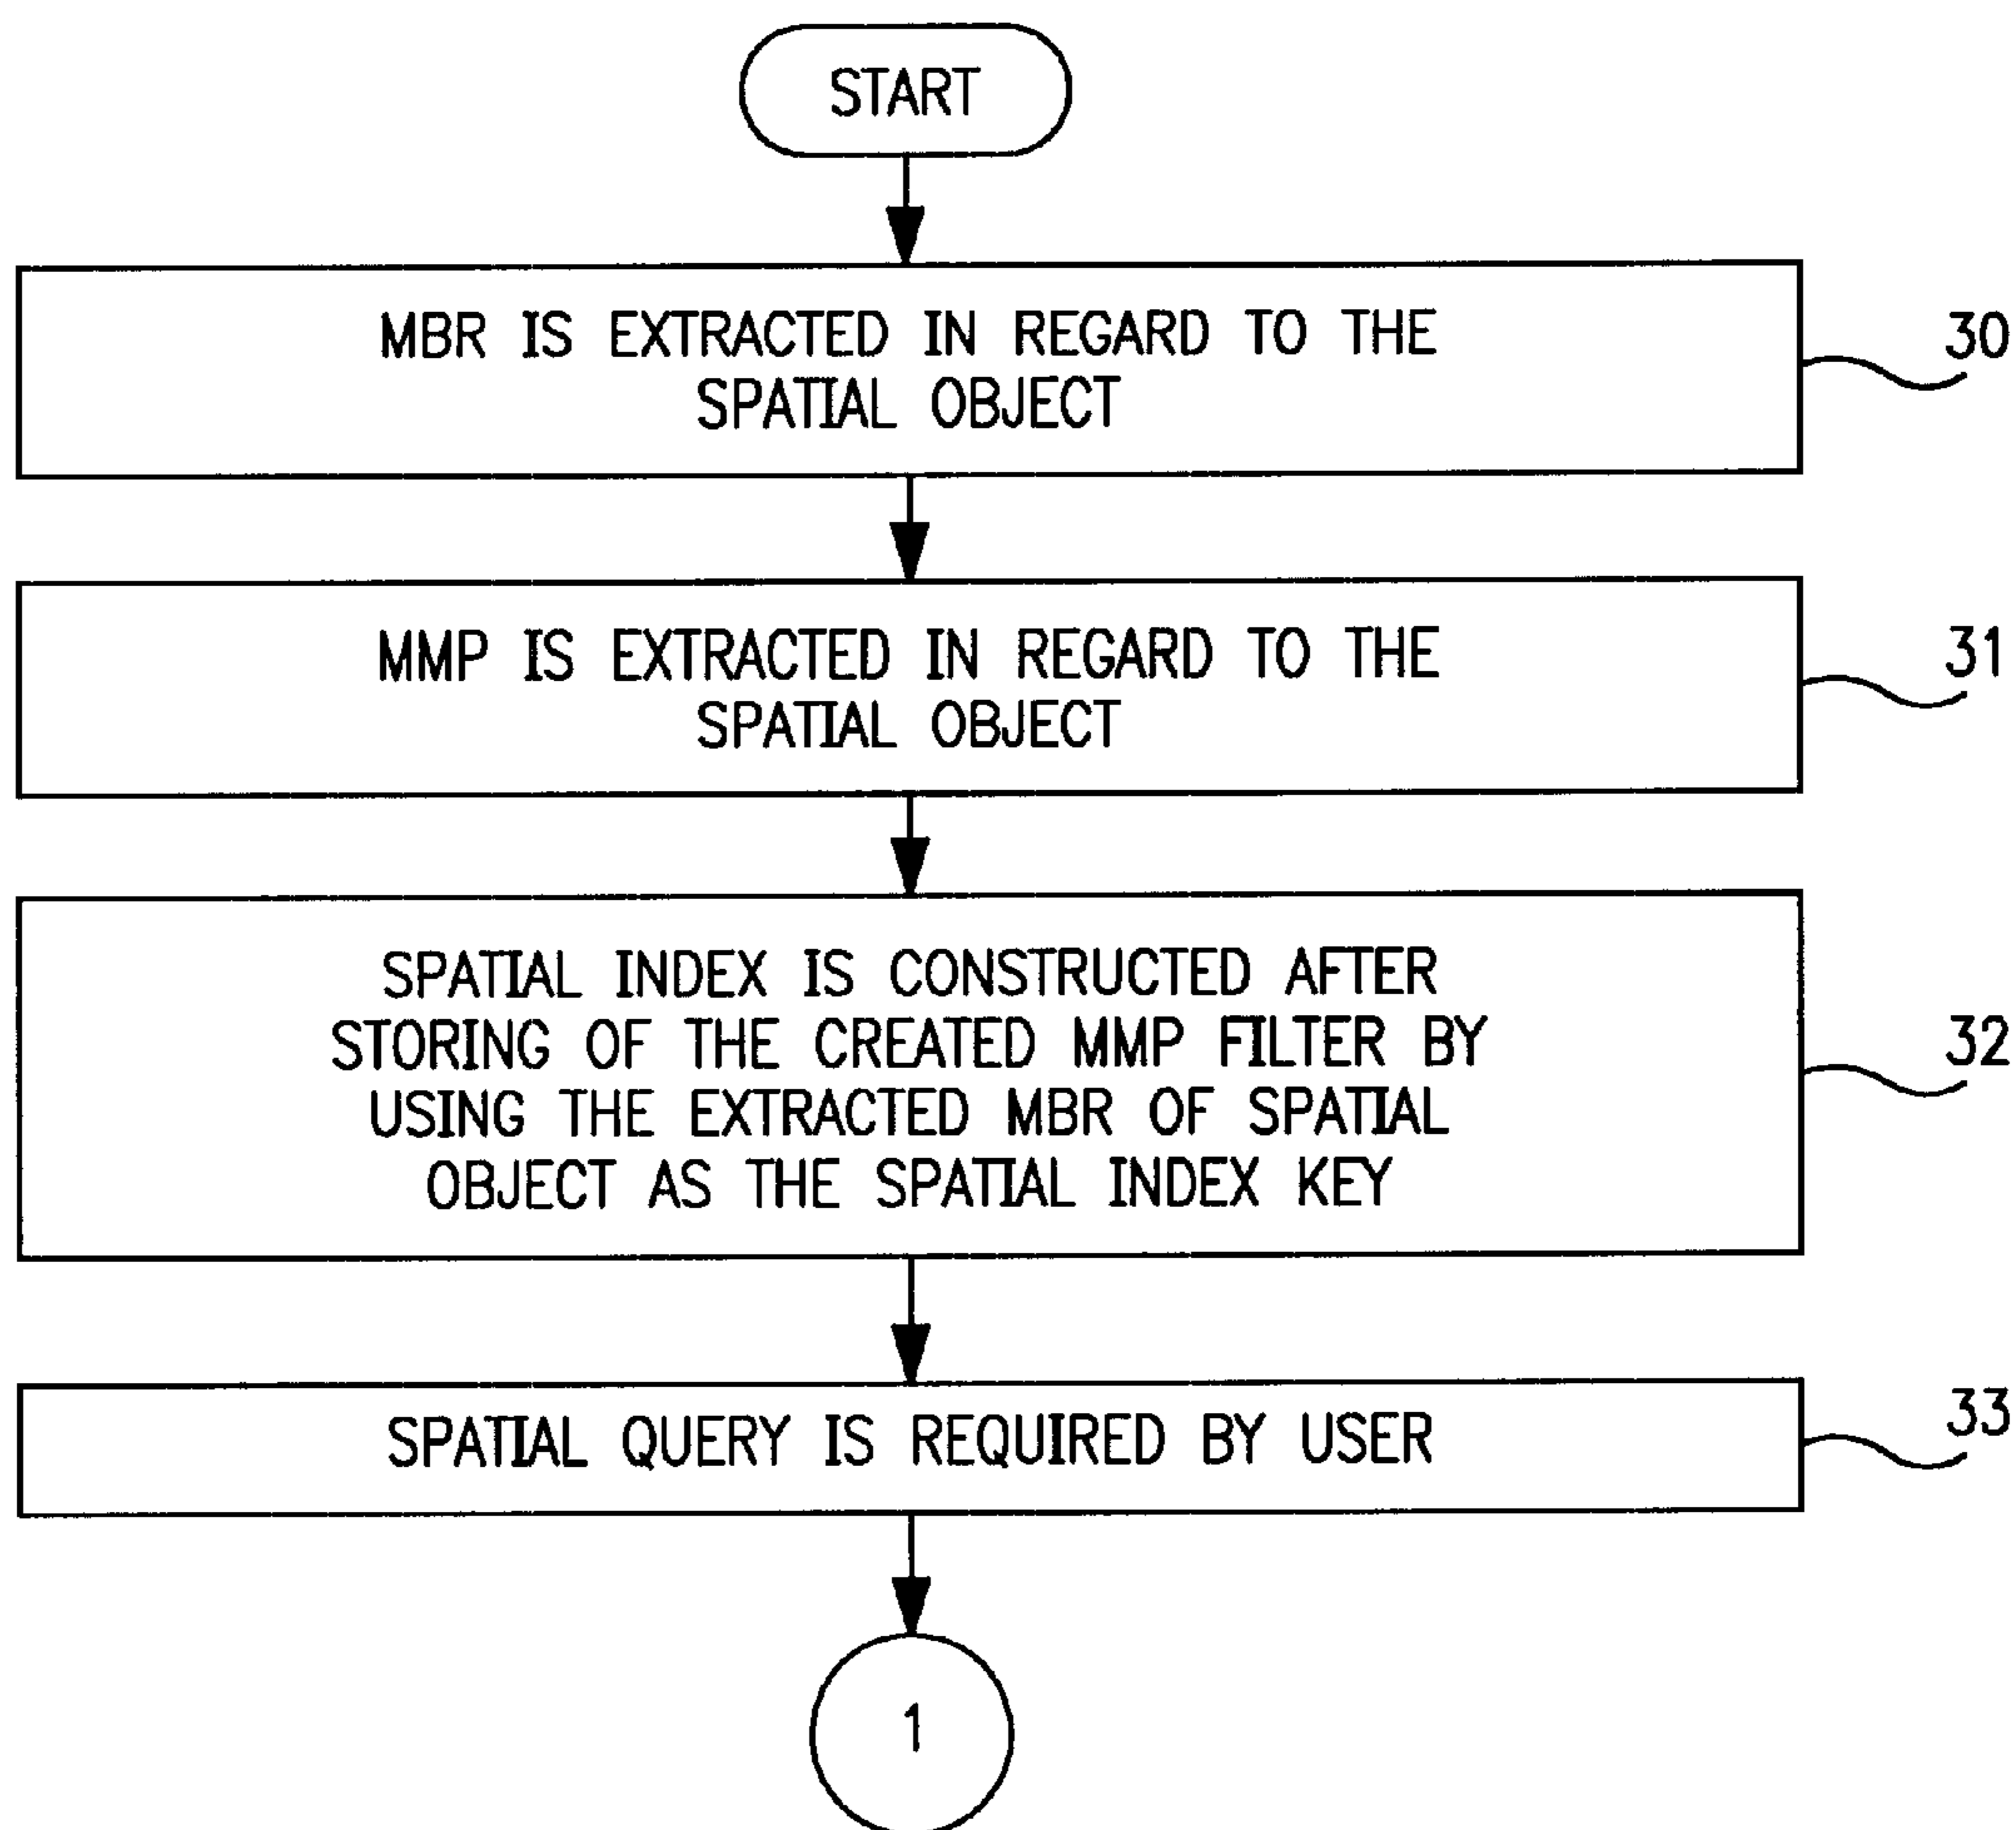 START
MBR IS EXTRACTED IN REGARD TO THE
SPATIAL OBJECT
30
MMP IS EXTRACTED IN REGARD TO THE
SPATIAL OBJECT
31
SPATIAL INDEX IS CONSTRUCTED AFTER
STORING OF THE CREATED MMP FILTER BY
USING THE EXTRACTED MBR OF SPATIAL
OBJECT AS THE SPATIAL INDEX KEY
32
SPATIAL QUERY IS REQUIRED BY USER
33
1